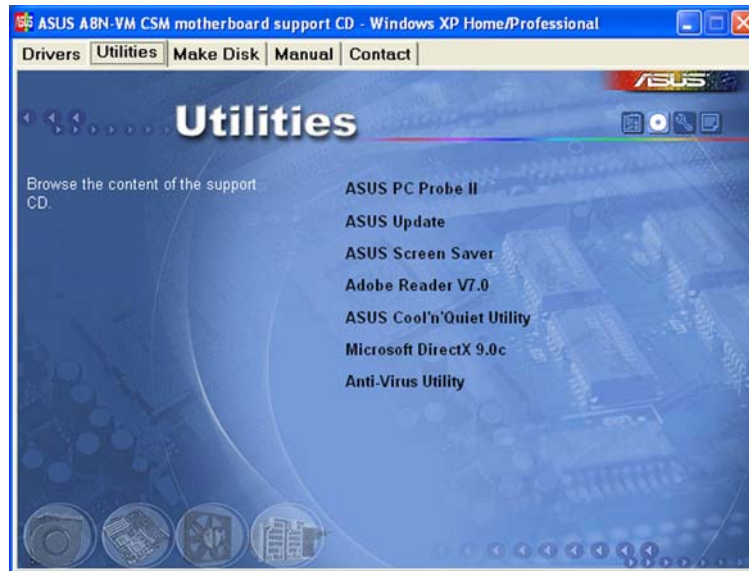 ASUS A8N-VM CSM motherboard support CD - Windows XP Home/Professional
Drivers Utilities Make Disk Manual Contact
ASUS
Utilities
Browse the content of the support
CD.
ASUS PC Probe II
ASUS Update
ASUS Screen Saver
Adobe Reader V7.0
ASUS Cool'n'Quiet Utility
Microsoft DirectX 9.0c
Anti-Virus Utility